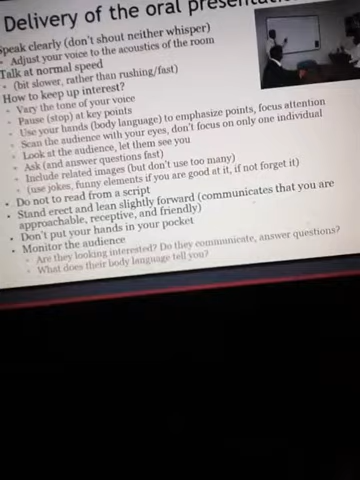 Delivery of the oral presentati
Speak clearly (don't shout neither whisper)
Adjust your voice to the acoustics of the room
Talk at normal speed
(bit slower, rather than rushing/fast)
How to keep up interest?
Vary the tone of your voice
Pause (stop) at key points
Use your hands (body language) to emphasize points, focus attention
Scan the audience with your eyes, don't focus on only one individual
Look at the audience, let them see you
Ask (and answer questions fast)
Include related images (but don't use too many)
(use jokes, funny elements if you are good at it, if not forget it)
Do not to read from a script
Stand erect and lean slightly forward (communicates that you are
approachable, receptive, and friendly)
Don't put your hands in your pocket
Monitor the audience
Are they looking interested? Do they communicate, answer questions?
What does their body language tell you?